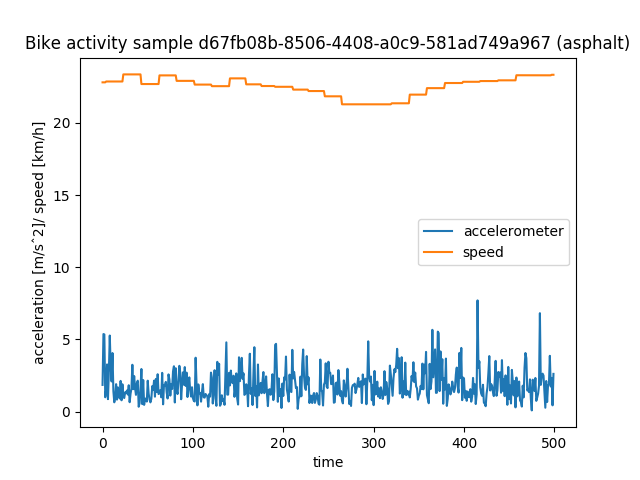 Bike activity sample d67fb08b-8506-4408-a0c9-581ad749a967 (asphalt)
acceleration [m/s^2]/ speed [km/h]
20
15
10
5
0
accelerometer
speed
0 100 200 300 400 500
time